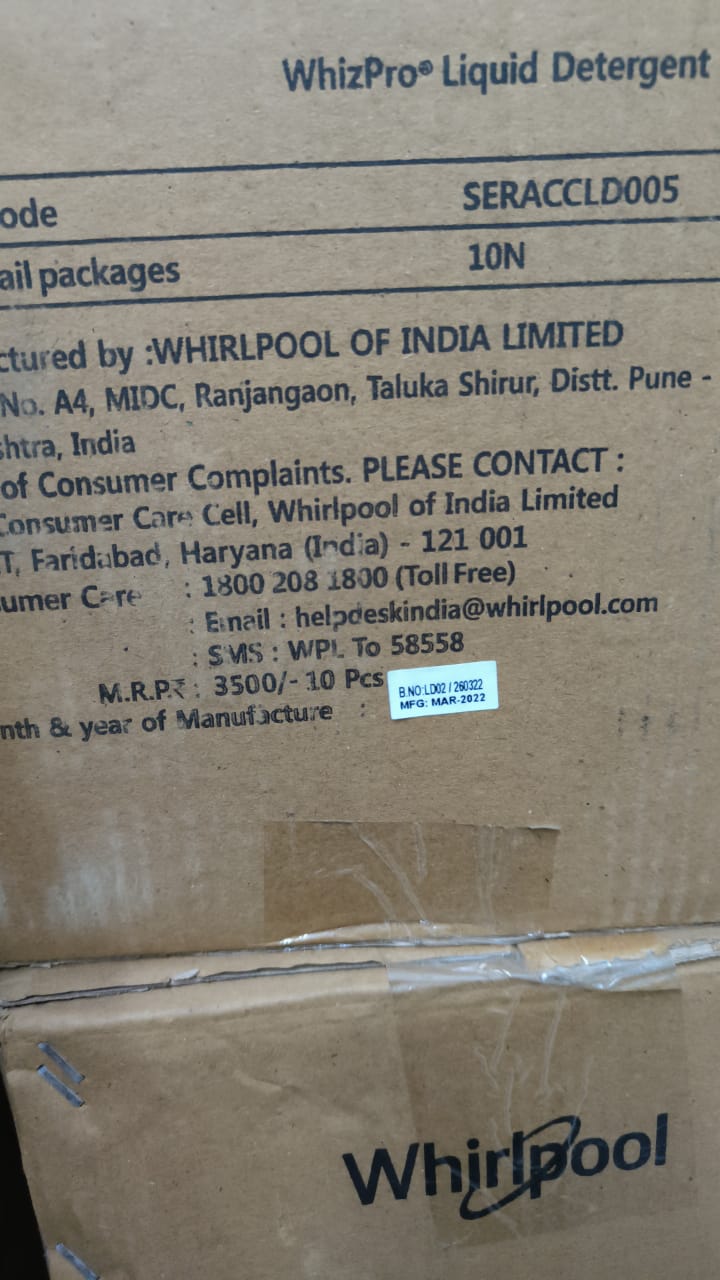 WhizPro® Liquid Detergent
ode SERACCLD005
ail packages 10N
ctured by :WHIRLPOOL OF INDIA LIMITED
No. A4, MIDC, Ranjangaon, Taluka Shirur, Distt. Pune -
shtra, India
of Consumer Complaints. PLEASE CONTACT :
Consumer Care Cell, Whirlpool of India Limited
T, Faridabad, Haryana (India) - 121 001
umer Care : 1800 208 1800 (Toll Free)
: Email : helpdeskindia@whirlpool.com
: SMS : WPL To 58558
M.R.P.₹ : 3500/- 10 Pcs
nth & year of Manufacture :
B.NO:LD02 / 260322
MFG: MAR-2022
Whirlpool